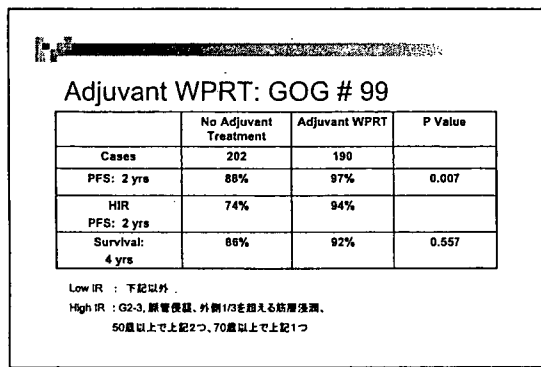 Adjuvant WPRT: GOG # 99
No Adjuvant Treatment Adjuvant WPRT P Value
Cases 202 190
PFS: 2 yrs 88% 97% 0.007
HIR PFS: 2 yrs 74% 94%
Survival: 4 yrs 86% 92% 0.557
Low IR : 下記以外
High IR : G2-3, 脈管侵襲、外側1/3を超える筋層浸潤、
50歳以上で上記2つ、70歳以上で上記1つ